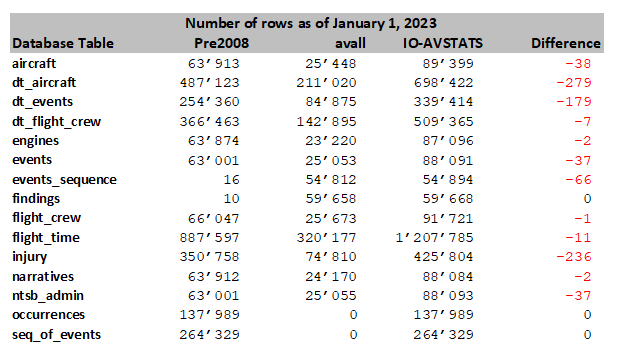 Number of rows as of January 1, 2023
Database Table Pre2008 avall IO-AVSTATS Difference
aircraft 63’913 25’448 89’399 -38
dt_aircraft 487’123 211’020 698’422 -279
dt_events 254’360 84’875 339’414 -179
dt_flight_crew 366’463 142’895 509’365 -7
engines 63’874 23’220 87’096 -2
events 63’001 25’053 88’091 -37
events_sequence 16 54’812 54’894 -66
findings 10 59’658 59’668 0
flight_crew 66’047 25’673 91’721 -1
flight_time 887’597 320’177 1’207’785 -11
injury 350’758 74’810 425’804 -236
narratives 63’912 24’170 88’084 -2
ntsb_admin 63’001 25’055 88’093 -37
occurrences 137’989 0 137’989 0
seq_of_events 264’329 0 264’329 0